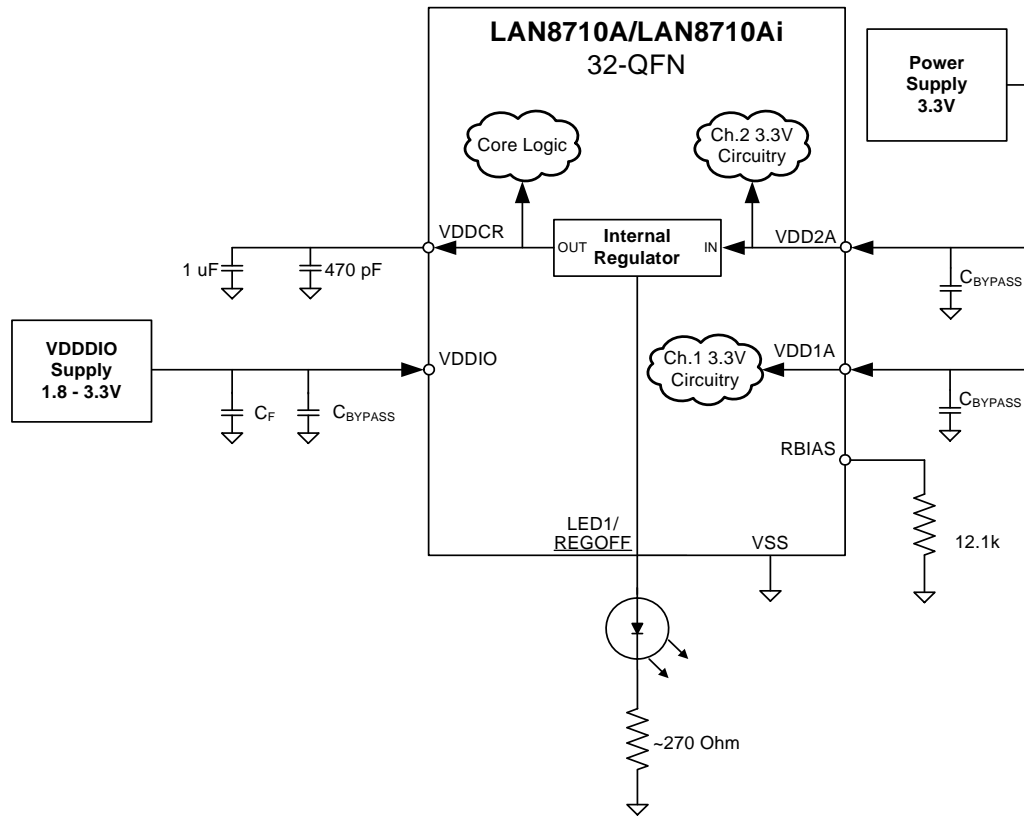 LAN8710A/LAN8710Ai
32-QFN
Power
Supply
3.3V
Core Logic
Ch.2 3.3V
Circuitry
VDDCR
OUT
Internal
Regulator
IN
VDD2A
1 uF
470 pF
CBYPASS
VDDDIO
Supply
1.8 - 3.3V
VDDIO
Ch.1 3.3V
Circuitry
VDD1A
CF
CBYPASS
CBYPASS
RBIAS
12.1k
LED1/
REGOFF
VSS
~270 Ohm